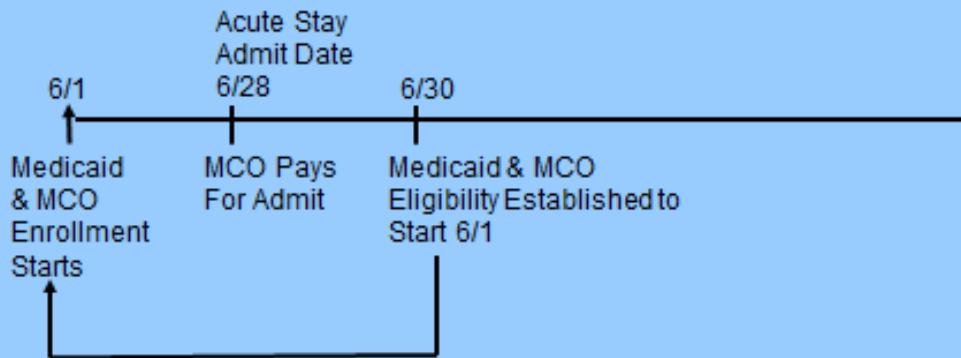 Acute Stay
Admit Date
6/1
6/28
6/30
Medicaid
& MCO
Enrollment
Starts
MCO Pays
For Admit
Medicaid & MCO
Eligibility Established to
Start 6/1